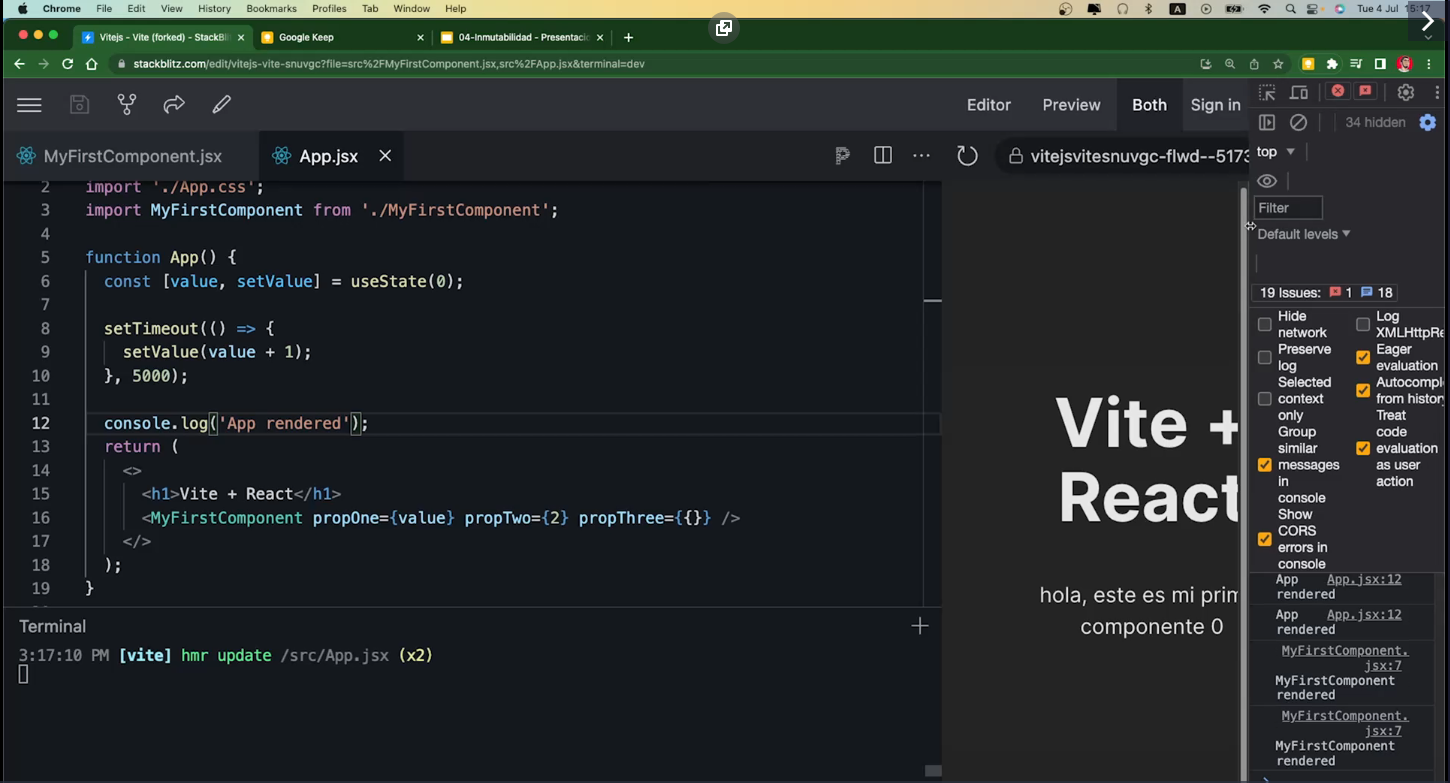 Chrome File Edit View History Bookmarks Profiles Tab Window Help
A Tue 4 Jul 15:17
Vitejs - Vite (forked) - StackBli Google Keep 04-Inmutabilidad - Presentacio
stackblitz.com/edit/vitejs-vite-snuvgc?file=src%2FMyFirstComponent.jsx,src%2FApp.jsx&terminal=dev
Editor Preview Both Sign in
34 hidden
MyFirstComponent.jsx App.jsx
vitejsvitesnuvgc-flwd--5173
top
Filter
Default levels
19 Issues: 1 18
Hide network
Log XMLHttpRe
Preserve log
Eager evaluation
Selected context only
Autocompl from history
Group similar messages in console
Treat code evaluation as user action
Show CORS errors in console
2 import './App.css';
3 import MyFirstComponent from './MyFirstComponent';
4
5 function App() {
6 const [value, setValue] = useState(0);
7
8 setTimeout(() => {
9 setValue(value + 1);
10 }, 5000);
11
12 console.log('App rendered');
13 return (
14 <>
15 <h1>Vite + React</h1>
16 <MyFirstComponent propOne={value} propTwo={2} propThree={{}} />
17 </>
18 );
19 }
Vite +
React
hola, este es mi prim
componente 0
App App.jsx:12
rendered
App App.jsx:12
rendered
MyFirstComponent.
jsx:7
MyFirstComponent
rendered
MyFirstComponent.
jsx:7
MyFirstComponent
rendered
Terminal
3:17:10 PM [vite] hmr update /src/App.jsx (x2)